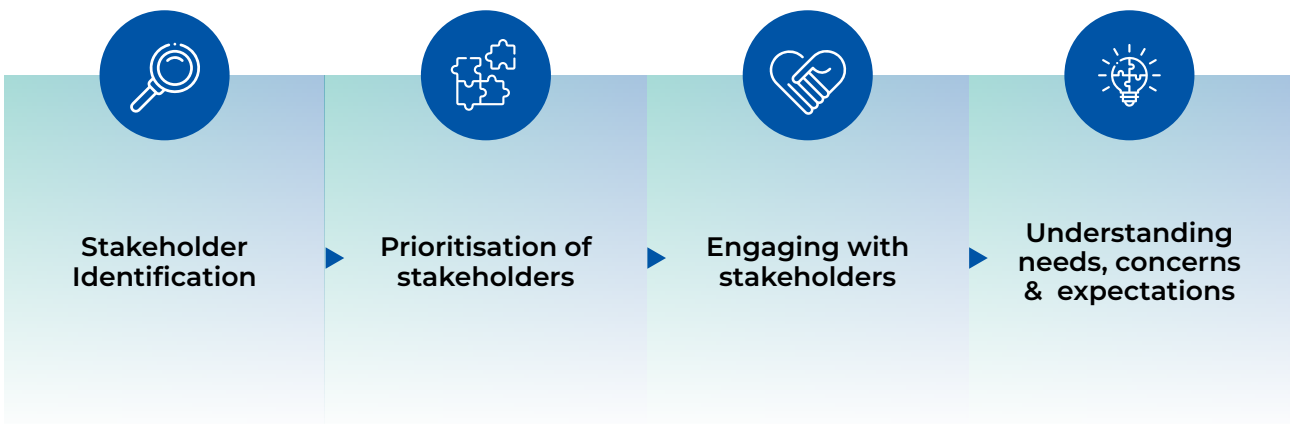 Stakeholder
Identification
Prioritisation of
stakeholders
Engaging with
stakeholders
Understanding
needs, concerns
& expectations